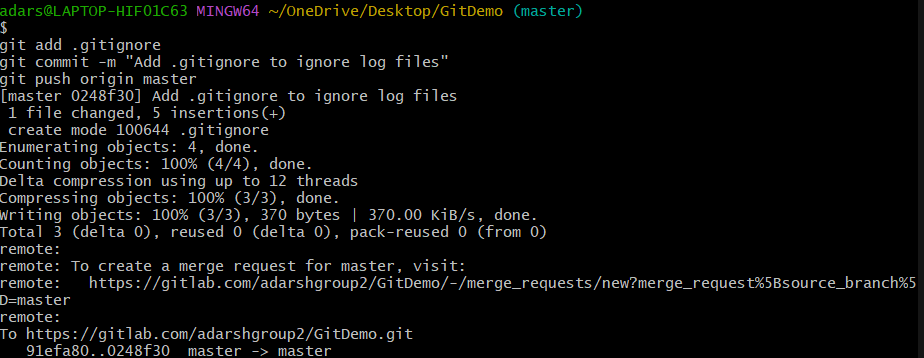 adars@LAPTOP-HIF01C63 MINGW64 ~/OneDrive/Desktop/GitDemo (master)
$
git add .gitignore
git commit -m "Add .gitignore to ignore log files"
git push origin master
[master 0248f30] Add .gitignore to ignore log files
 1 file changed, 5 insertions(+)
 create mode 100644 .gitignore
Enumerating objects: 4, done.
Counting objects: 100% (4/4), done.
Delta compression using up to 12 threads
Compressing objects: 100% (3/3), done.
Writing objects: 100% (3/3), 370 bytes | 370.00 KiB/s, done.
Total 3 (delta 0), reused 0 (delta 0), pack-reused 0 (from 0)
remote:
remote: To create a merge request for master, visit:
remote:   https://gitlab.com/adarshgroup2/GitDemo/-/merge_requests/new?merge_request%5Bsource_branch%5
D=master
remote:
To https://gitlab.com/adarshgroup2/GitDemo.git
   91efa80..0248f30  master -> master